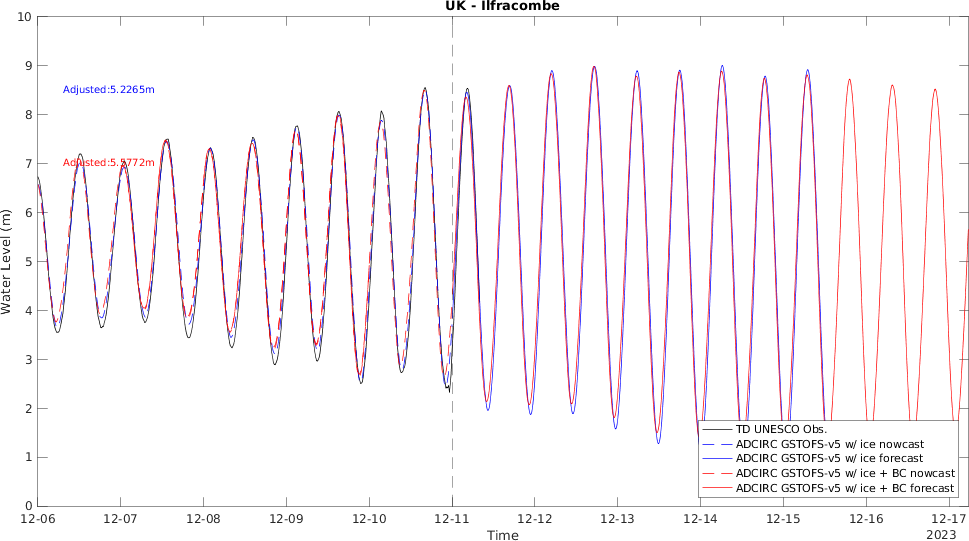 UK - Ilfracombe
10
9
8
7
6
5
4
3
2
1
0
Water Level (m)
Adjusted:5.2265m
Adjusted:5.5772m
TD UNESCO Obs.
ADCIRC GSTOFS-v5 w/ ice nowcast
ADCIRC GSTOFS-v5 w/ ice forecast
ADCIRC GSTOFS-v5 w/ ice + BC nowcast
ADCIRC GSTOFS-v5 w/ ice + BC forecast
12-06 12-07 12-08 12-09 12-10 12-11 12-12 12-13 12-14 12-15 12-16 12-17
Time
2023